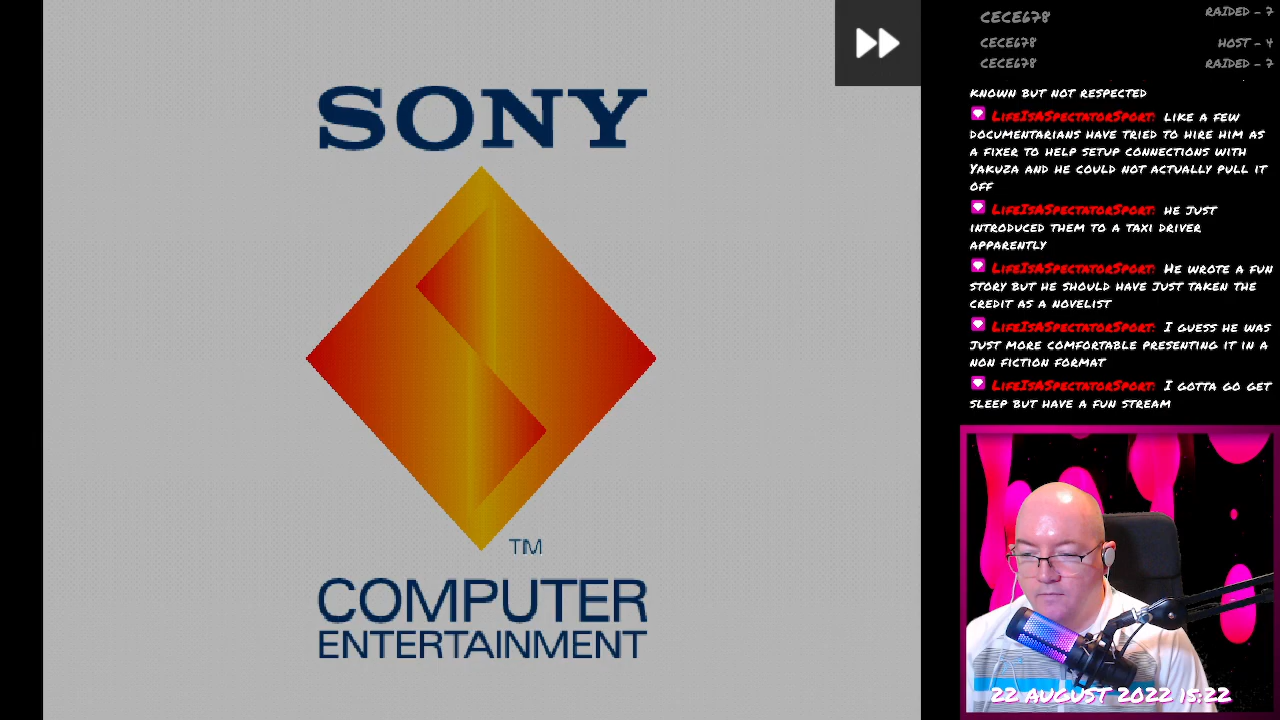 SONY
TM
COMPUTER
ENTERTAINMENT
CECE678 RAIDED - 7
CECE678 HOST - 4
CECE678 RAIDED - 7
KNOWN BUT NOT RESPECTED
LIFEISASPECTATORSPORT: LIKE A FEW
DOCUMENTARIANS HAVE TRIED TO HIRE HIM AS
A FIXER TO HELP SETUP CONNECTIONS WITH
YAKUZA AND HE COULD NOT ACTUALLY PULL IT
OFF
LIFEISASPECTATORSPORT: HE JUST
INTRODUCED THEM TO A TAXI DRIVER
APPARENTLY
LIFEISASPECTATORSPORT: HE WROTE A FUN
STORY BUT HE SHOULD HAVE JUST TAKEN THE
CREDIT AS A NOVELIST
LIFEISASPECTATORSPORT: I GUESS HE WAS
JUST MORE COMFORTABLE PRESENTING IT IN A
NON FICTION FORMAT
LIFEISASPECTATORSPORT: I GOTTA GO GET
SLEEP BUT HAVE A FUN STREAM
22 AUGUST 2022 15:22